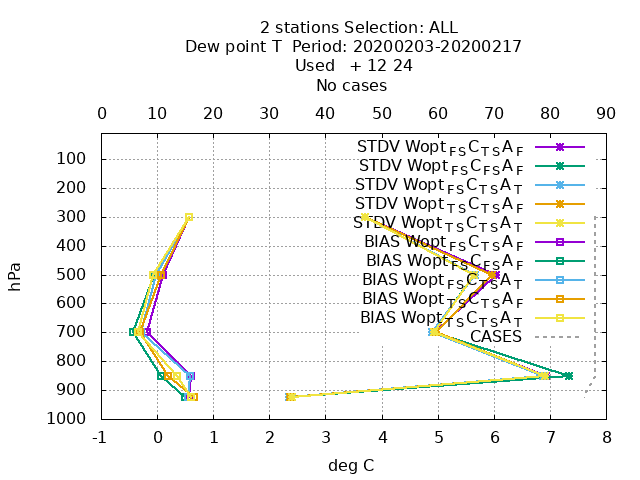 2 stations Selection: ALL
Dew point T  Period: 20200203-20200217
Used   + 12 24
No cases
0 10 20 30 40 50 60 70 80 90
100
200
300
400
500
600
700
800
900
1000
hPa
STDV Wopt_FS C_TS A_F
STDV Wopt_FS C_FS A_F
STDV Wopt_FS C_TS A_T
STDV Wopt_TS C_TS A_F
STDV Wopt_TS C_TS A_T
BIAS Wopt_FS C_TS A_F
BIAS Wopt_FS C_FS A_F
BIAS Wopt_FS C_TS A_T
BIAS Wopt_TS C_TS A_F
BIAS Wopt_TS C_TS A_T
CASES
-1 0 1 2 3 4 5 6 7 8
deg C